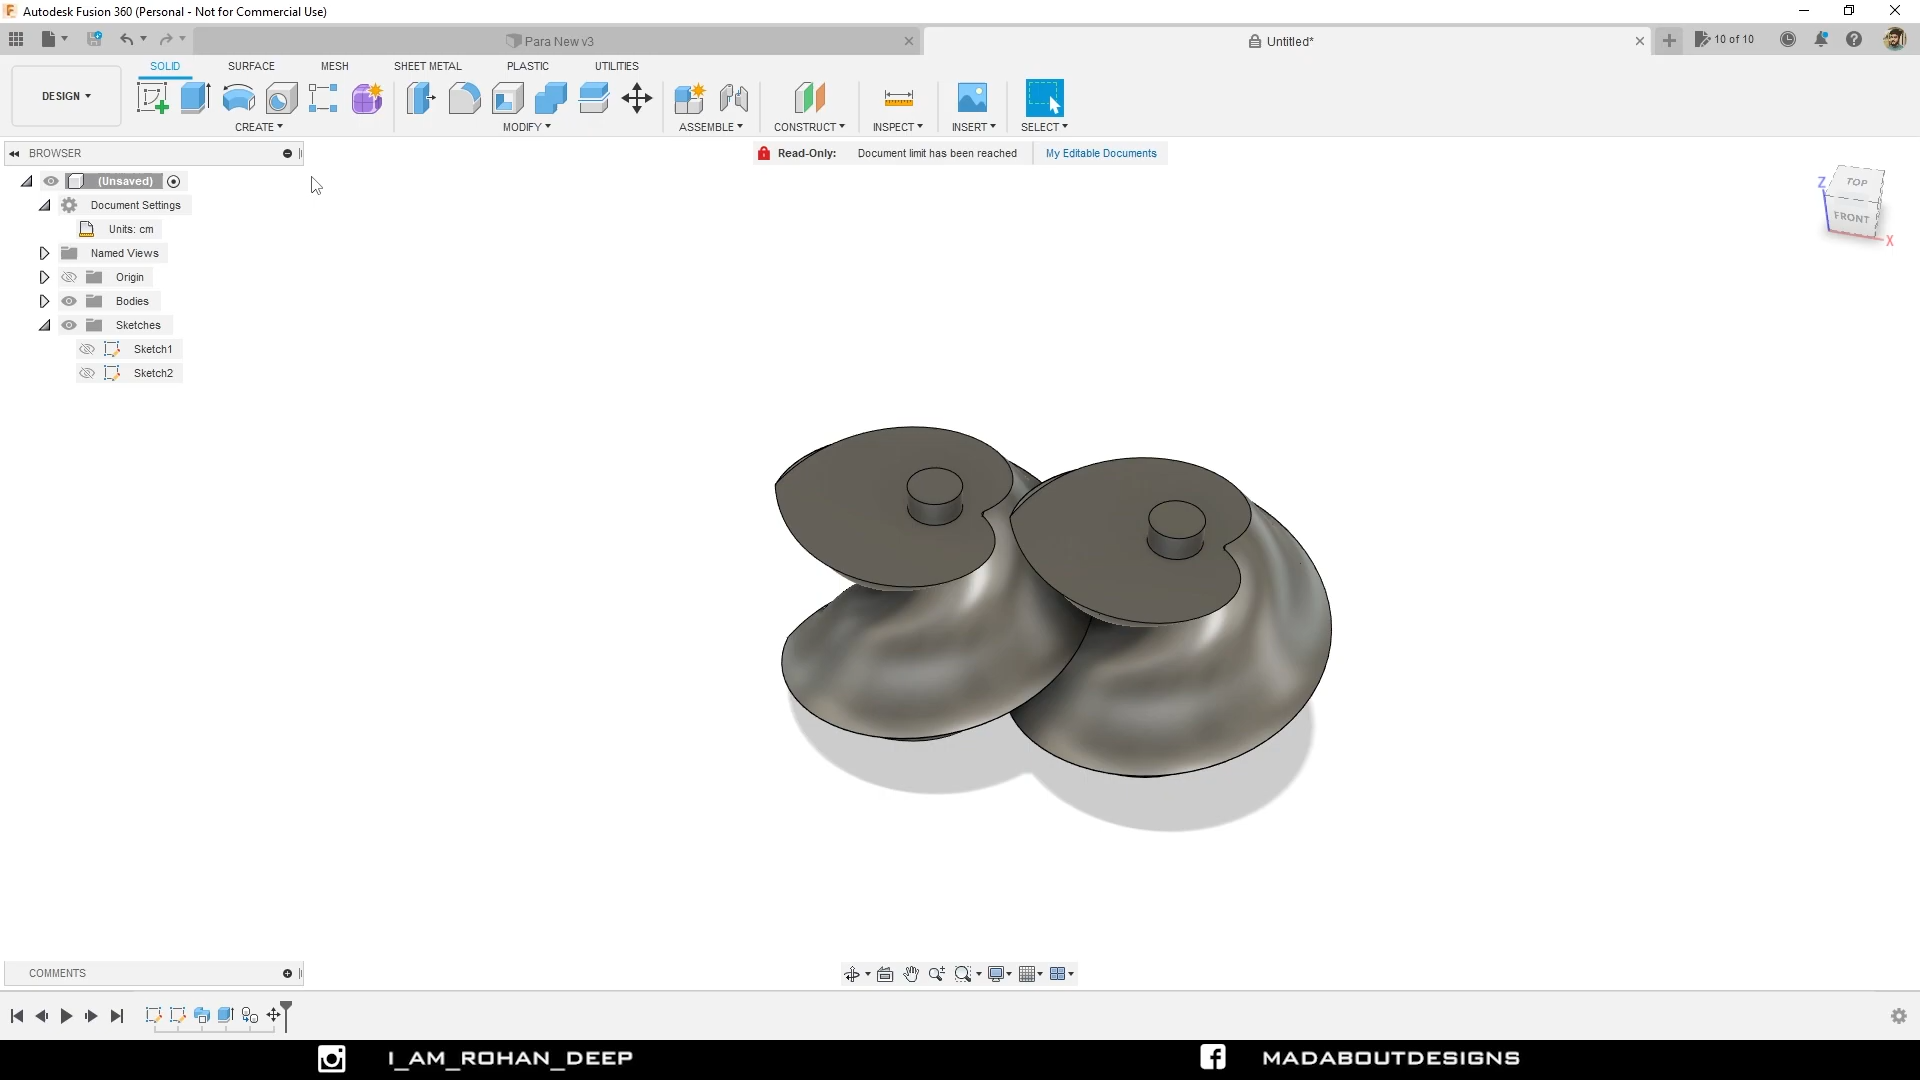 Autodesk Fusion 360 (Personal - Not for Commercial Use)
Para New v3
Untitled*
10 of 10
DESIGN
SOLID SURFACE MESH SHEET METAL PLASTIC UTILITIES
CREATE MODIFY ASSEMBLE CONSTRUCT INSPECT INSERT SELECT
BROWSER
Read-Only: Document limit has been reached My Editable Documents
(Unsaved)
Document Settings
Units: cm
Named Views
Origin
Bodies
Sketches
Sketch1
Sketch2
TOP
Z
FRONT
X
COMMENTS
I_AM_ROHAN_DEEP
MADABOUTDESIGNS